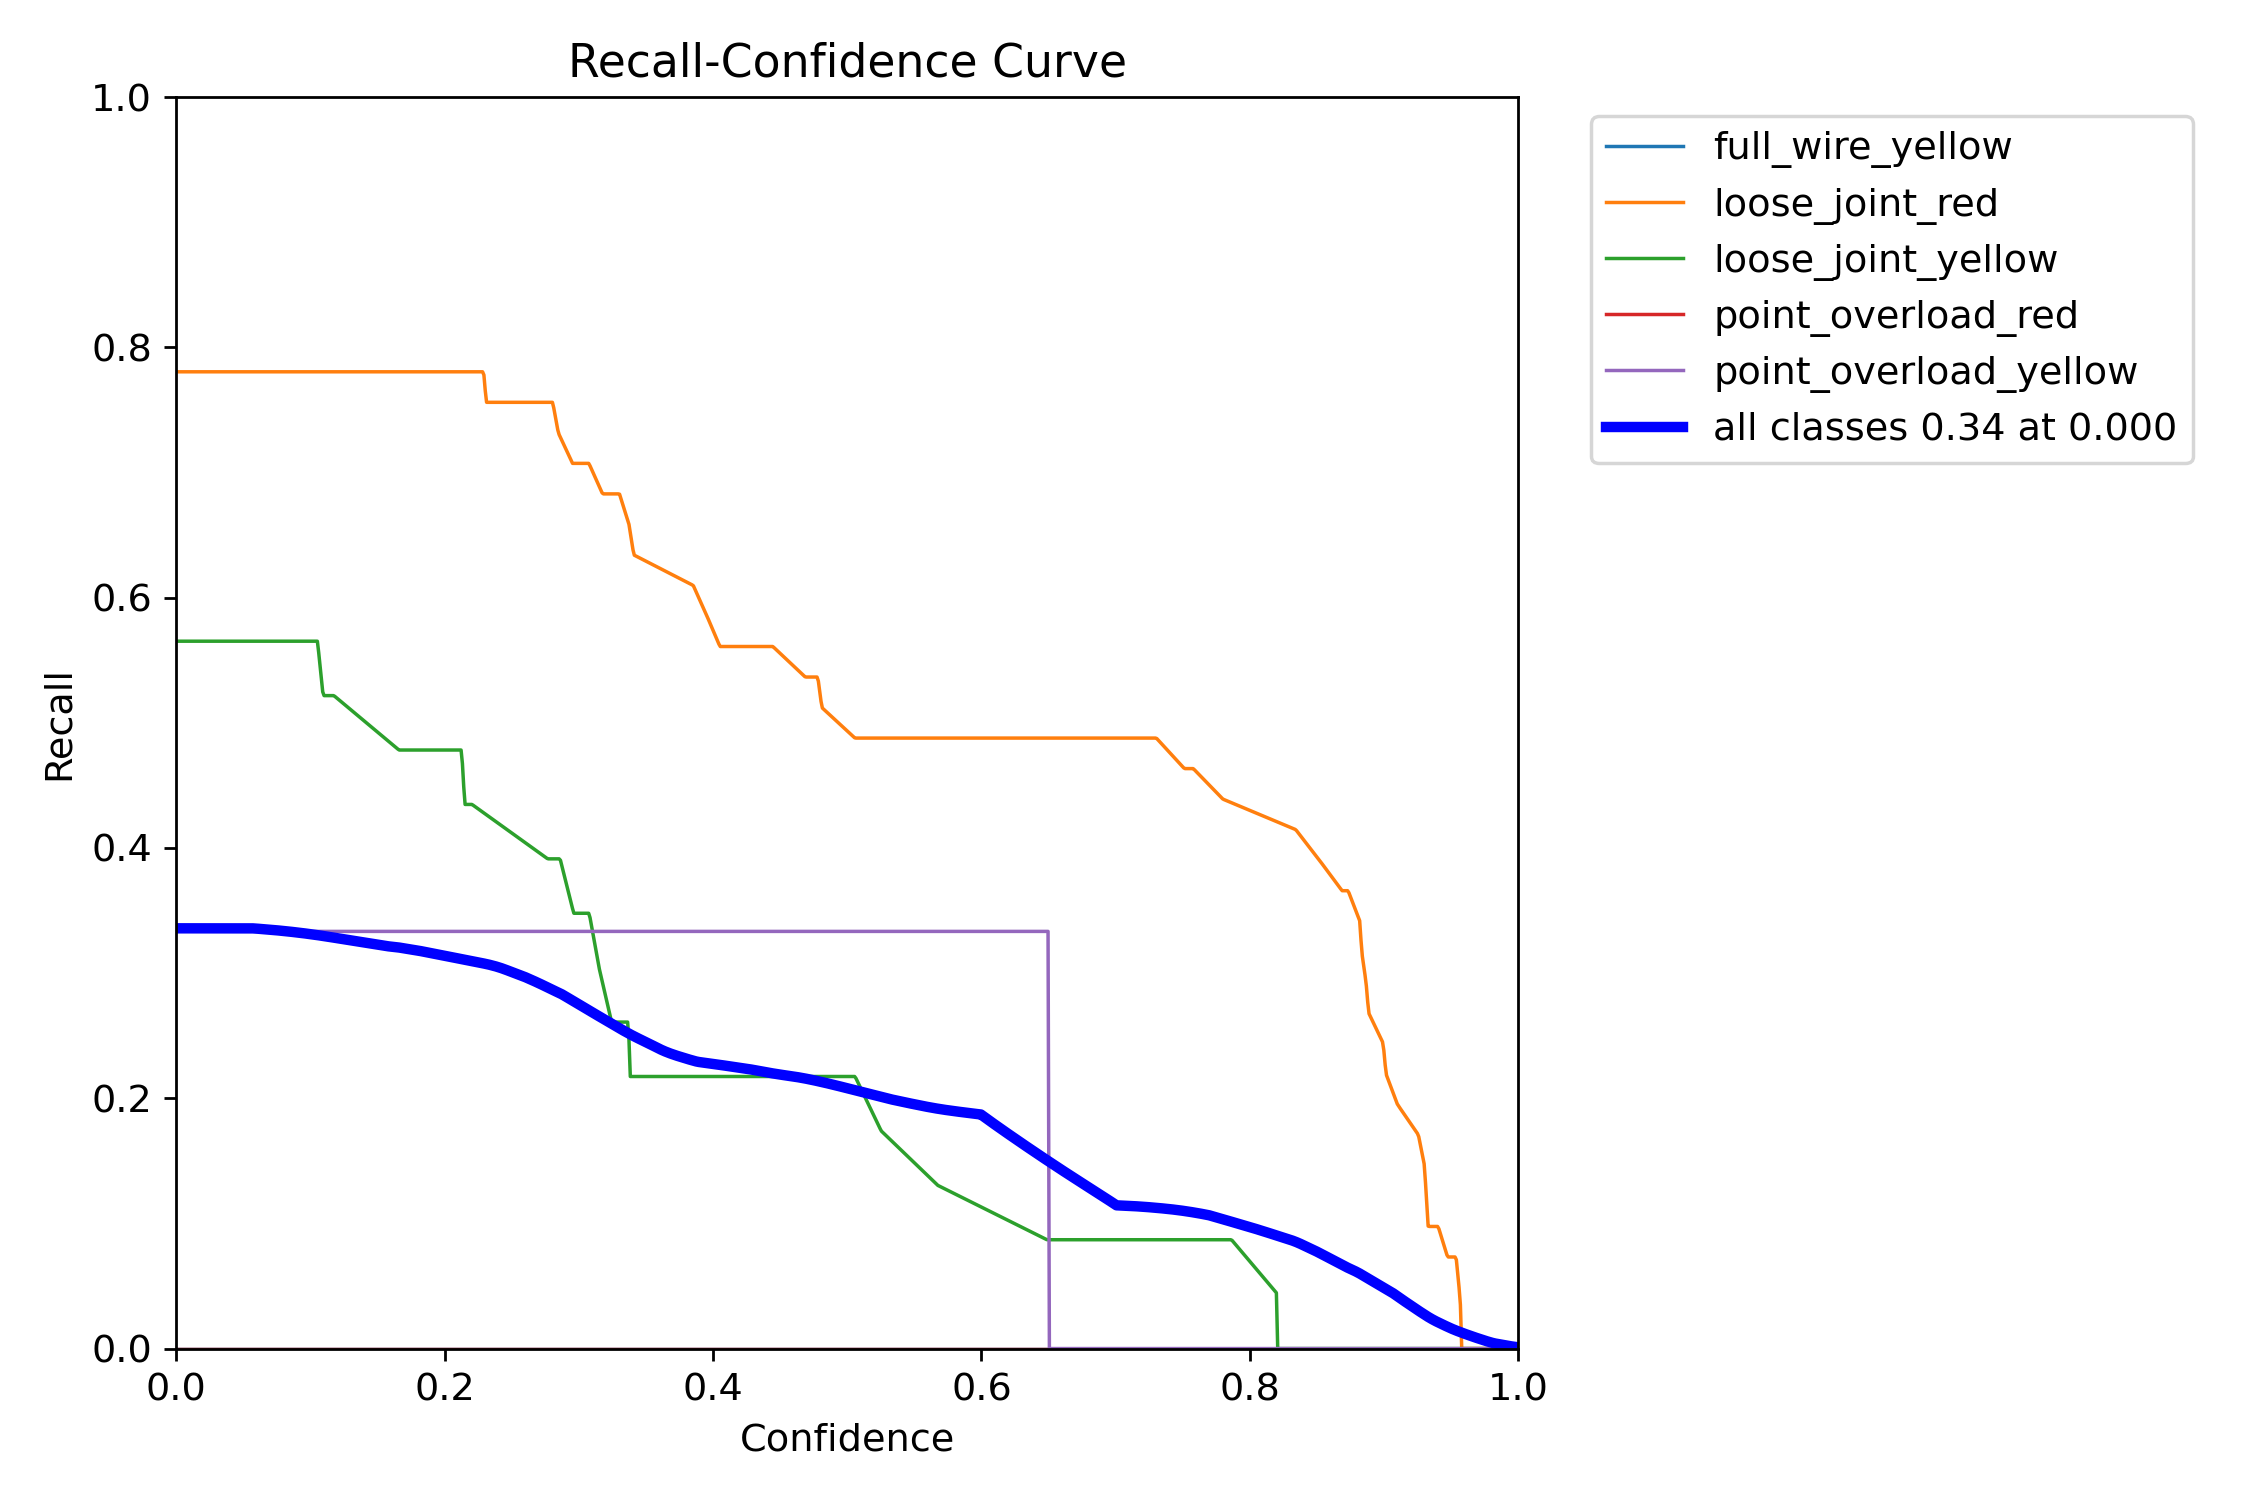 Recall-Confidence Curve
1.0
0.8
0.6
0.4
0.2
0.0
Recall
0.0 0.2 0.4 0.6 0.8 1.0
Confidence
full_wire_yellow
loose_joint_red
loose_joint_yellow
point_overload_red
point_overload_yellow
all classes 0.34 at 0.000